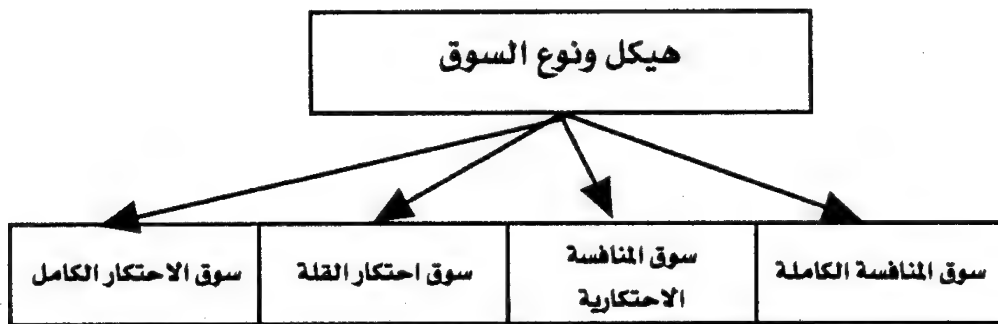 هيكل ونوع السوق
سوق المنافسة الكاملة
سوق المنافسة
الاحتكارية
سوق احتكار القلة
سوق الاحتكار الكامل